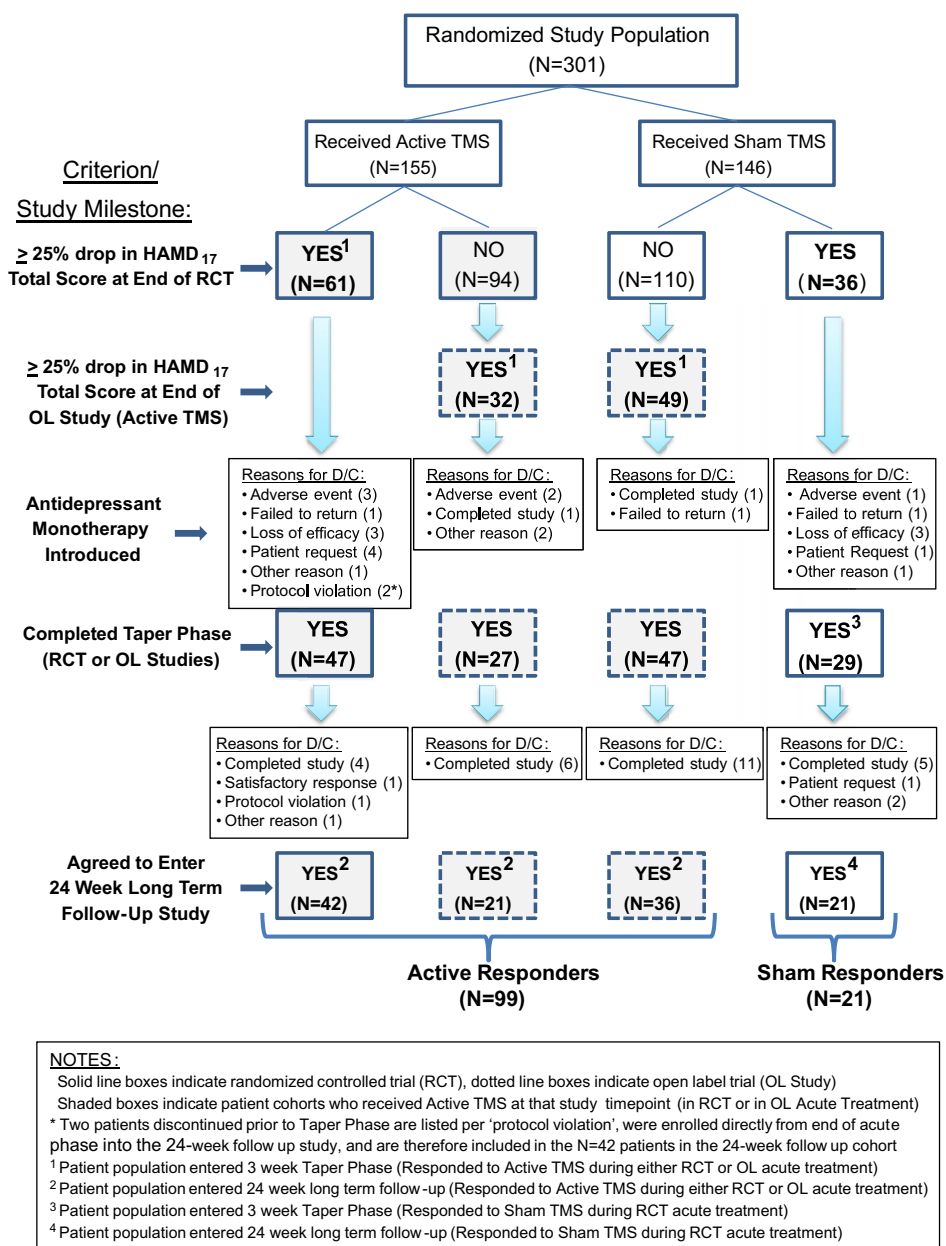 Randomized Study Population
(N=301)
Received Active TMS
(N=155)
Received Sham TMS
(N=146)
Criterion/
Study Milestone:
≥ 25% drop in HAMD 17
Total Score at End of RCT
YES1
(N=61)
NO
(N=94)
NO
(N=110)
YES
(N=36)
≥ 25% drop in HAMD 17
Total Score at End of
OL Study (Active TMS)
YES1
(N=32)
YES1
(N=49)
Antidepressant
Monotherapy
Introduced
Reasons for D/C:
• Adverse event (3)
• Failed to return (1)
• Loss of efficacy (3)
• Patient request (4)
• Other reason (1)
• Protocol violation (2*)
Reasons for D/C:
• Adverse event (2)
• Completed study (1)
• Other reason (2)
Reasons for D/C:
• Completed study (1)
• Failed to return (1)
Reasons for D/C:
• Adverse event (1)
• Failed to return (1)
• Loss of efficacy (3)
• Patient Request (1)
• Other reason (1)
Completed Taper Phase
(RCT or OL Studies)
YES
(N=47)
YES
(N=27)
YES
(N=47)
YES3
(N=29)
Reasons for D/C:
• Completed study (4)
• Satisfactory response (1)
• Protocol violation (1)
• Other reason (1)
Reasons for D/C:
• Completed study (6)
Reasons for D/C:
• Completed study (11)
Reasons for D/C:
• Completed study (5)
• Patient request (1)
• Other reason (2)
Agreed to Enter
24 Week Long Term
Follow-Up Study
YES2
(N=42)
YES2
(N=21)
YES2
(N=36)
YES4
(N=21)
Active Responders
(N=99)
Sham Responders
(N=21)
NOTES:
Solid line boxes indicate randomized controlled trial (RCT), dotted line boxes indicate open label trial (OL Study)
Shaded boxes indicate patient cohorts who received Active TMS at that study timepoint (in RCT or in OL Acute Treatment)
* Two patients discontinued prior to Taper Phase are listed per 'protocol violation', were enrolled directly from end of acute
phase into the 24-week follow up study, and are therefore included in the N=42 patients in the 24-week follow up cohort
1 Patient population entered 3 week Taper Phase (Responded to Active TMS during either RCT or OL acute treatment)
2 Patient population entered 24 week long term follow-up (Responded to Active TMS during either RCT or OL acute treatment)
3 Patient population entered 3 week Taper Phase (Responded to Sham TMS during RCT acute treatment)
4 Patient population entered 24 week long term follow-up (Responded to Sham TMS during RCT acute treatment)